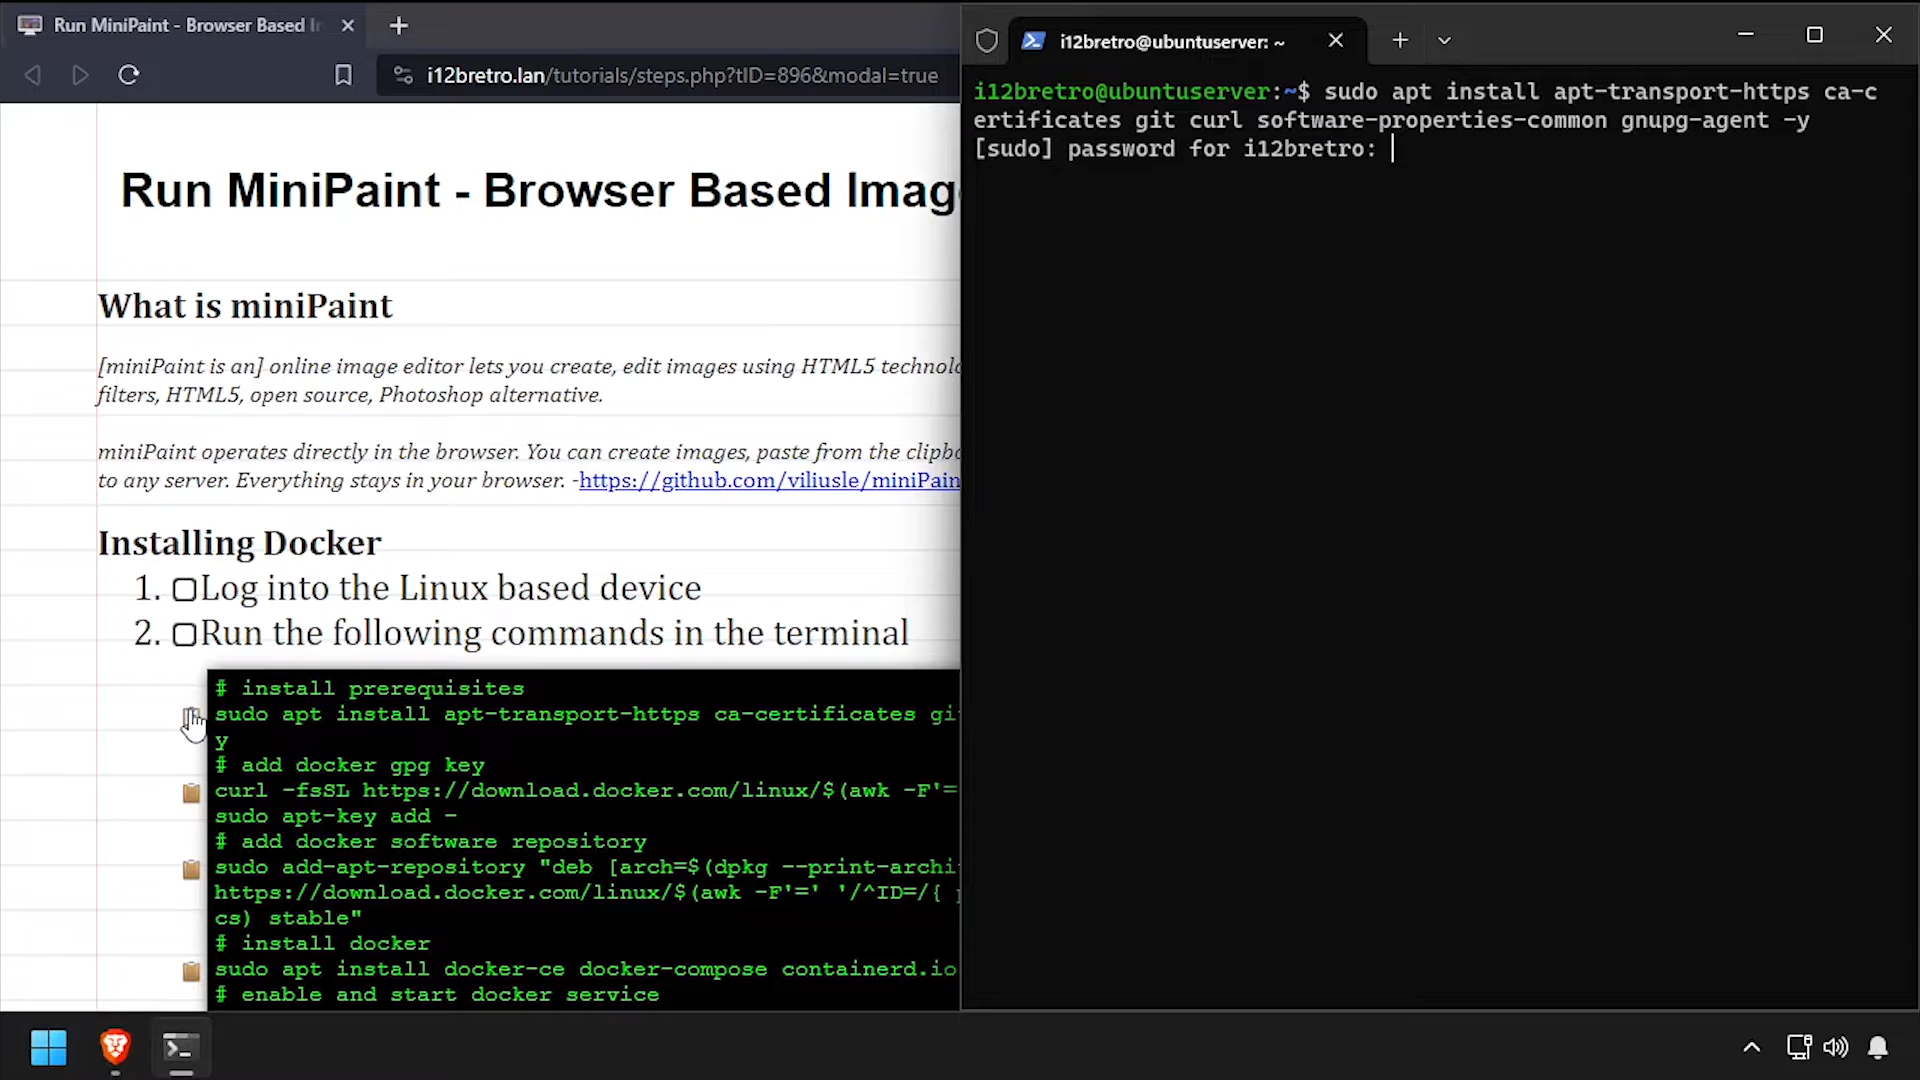 Run MiniPaint - Browser Based I
i12bretro.lan/tutorials/steps.php?tID=896&modal=true
Run MiniPaint - Browser Based Imag
What is miniPaint
[miniPaint is an] online image editor lets you create, edit images using HTML5 technolo
filters, HTML5, open source, Photoshop alternative.
miniPaint operates directly in the browser. You can create images, paste from the clipbo
to any server. Everything stays in your browser. -https://github.com/viliusle/miniPain
Installing Docker
1. Log into the Linux based device
2. Run the following commands in the terminal
# install prerequisites
sudo apt install apt-transport-https ca-certificates gi
y
# add docker gpg key
curl -fsSL https://download.docker.com/linux/$(awk -F'=
sudo apt-key add -
# add docker software repository
sudo add-apt-repository "deb [arch=$(dpkg --print-archi
https://download.docker.com/linux/$(awk -F'=' '/^ID=/{
cs) stable"
# install docker
sudo apt install docker-ce docker-compose containerd.io
# enable and start docker service
i12bretro@ubuntuserver: ~
i12bretro@ubuntuserver:~$ sudo apt install apt-transport-https ca-c
ertificates git curl software-properties-common gnupg-agent -y
[sudo] password for i12bretro: